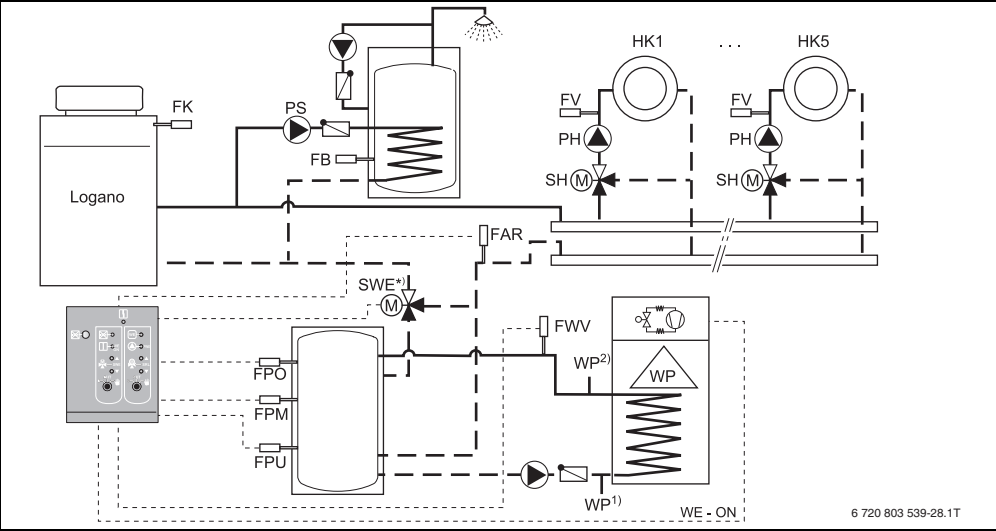 HK1
. . .
HK5
FK
PS
FV
FV
PH
PH
FB
SH
M
SH
M
Logano
FAR
SWE*)
M
FWV
WP2)
WP
FPO
FPM
FPU
WP1)
WE - ON
6 720 803 539-28.1T